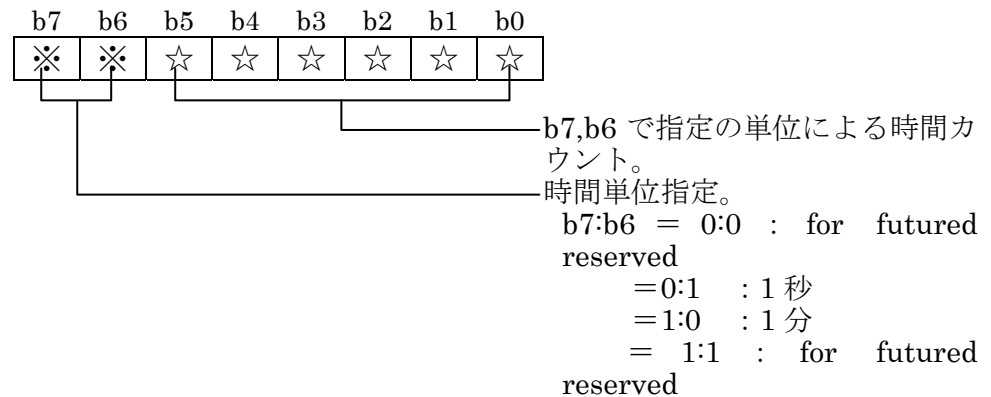 b7 b6 b5 b4 b3 b2 b1 b0
※ ※ ☆ ☆ ☆ ☆ ☆ ☆
b7,b6 で指定の単位による時間カ
ウント。
時間単位指定。
b7:b6 = 0:0 : for futured
reserved
=0:1 : 1 秒
=1:0 : 1 分
= 1:1 : for futured
reserved